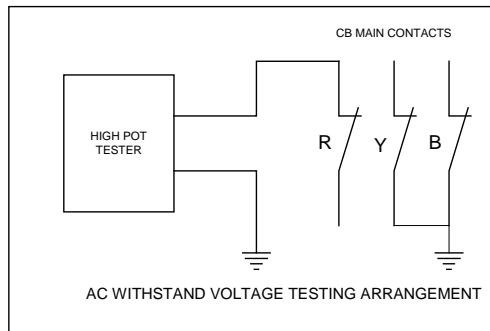 CB MAIN CONTACTS
HIGH POT
TESTER
R Y B
AC WITHSTAND VOLTAGE TESTING ARRANGEMENT